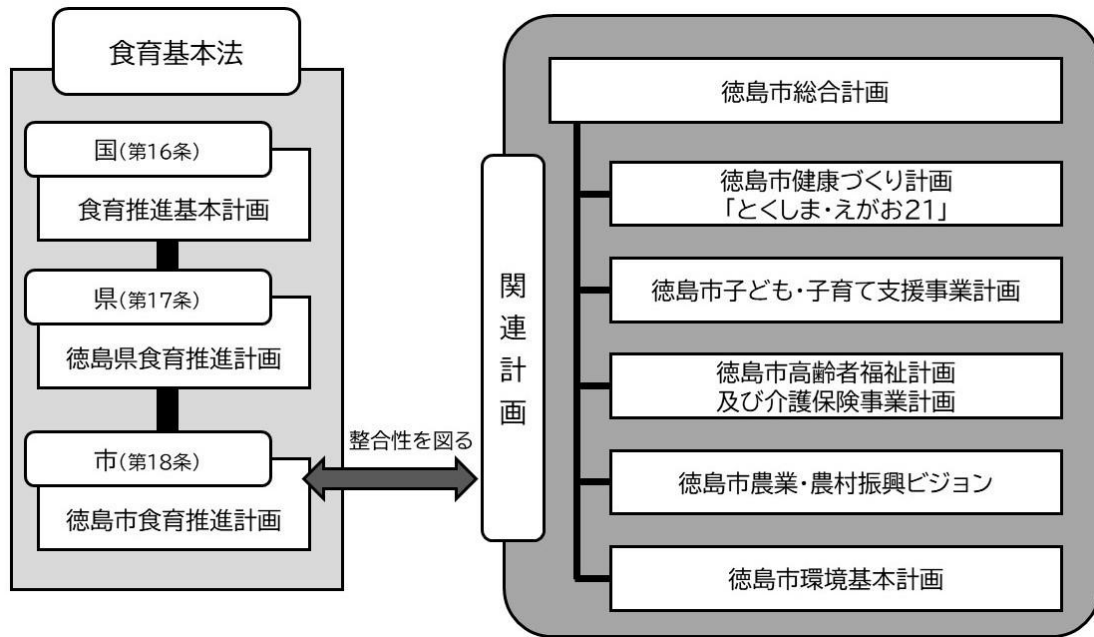 食育基本法
国(第16条)
食育推進基本計画
県(第17条)
徳島県食育推進計画
市(第18条)
徳島市食育推進計画
整合性を図る
関連計画
徳島市総合計画
徳島市健康づくり計画
「とくしま・えがお21」
徳島市子ども・子育て支援事業計画
徳島市高齢者福祉計画
及び介護保険事業計画
徳島市農業・農村振興ビジョン
徳島市環境基本計画